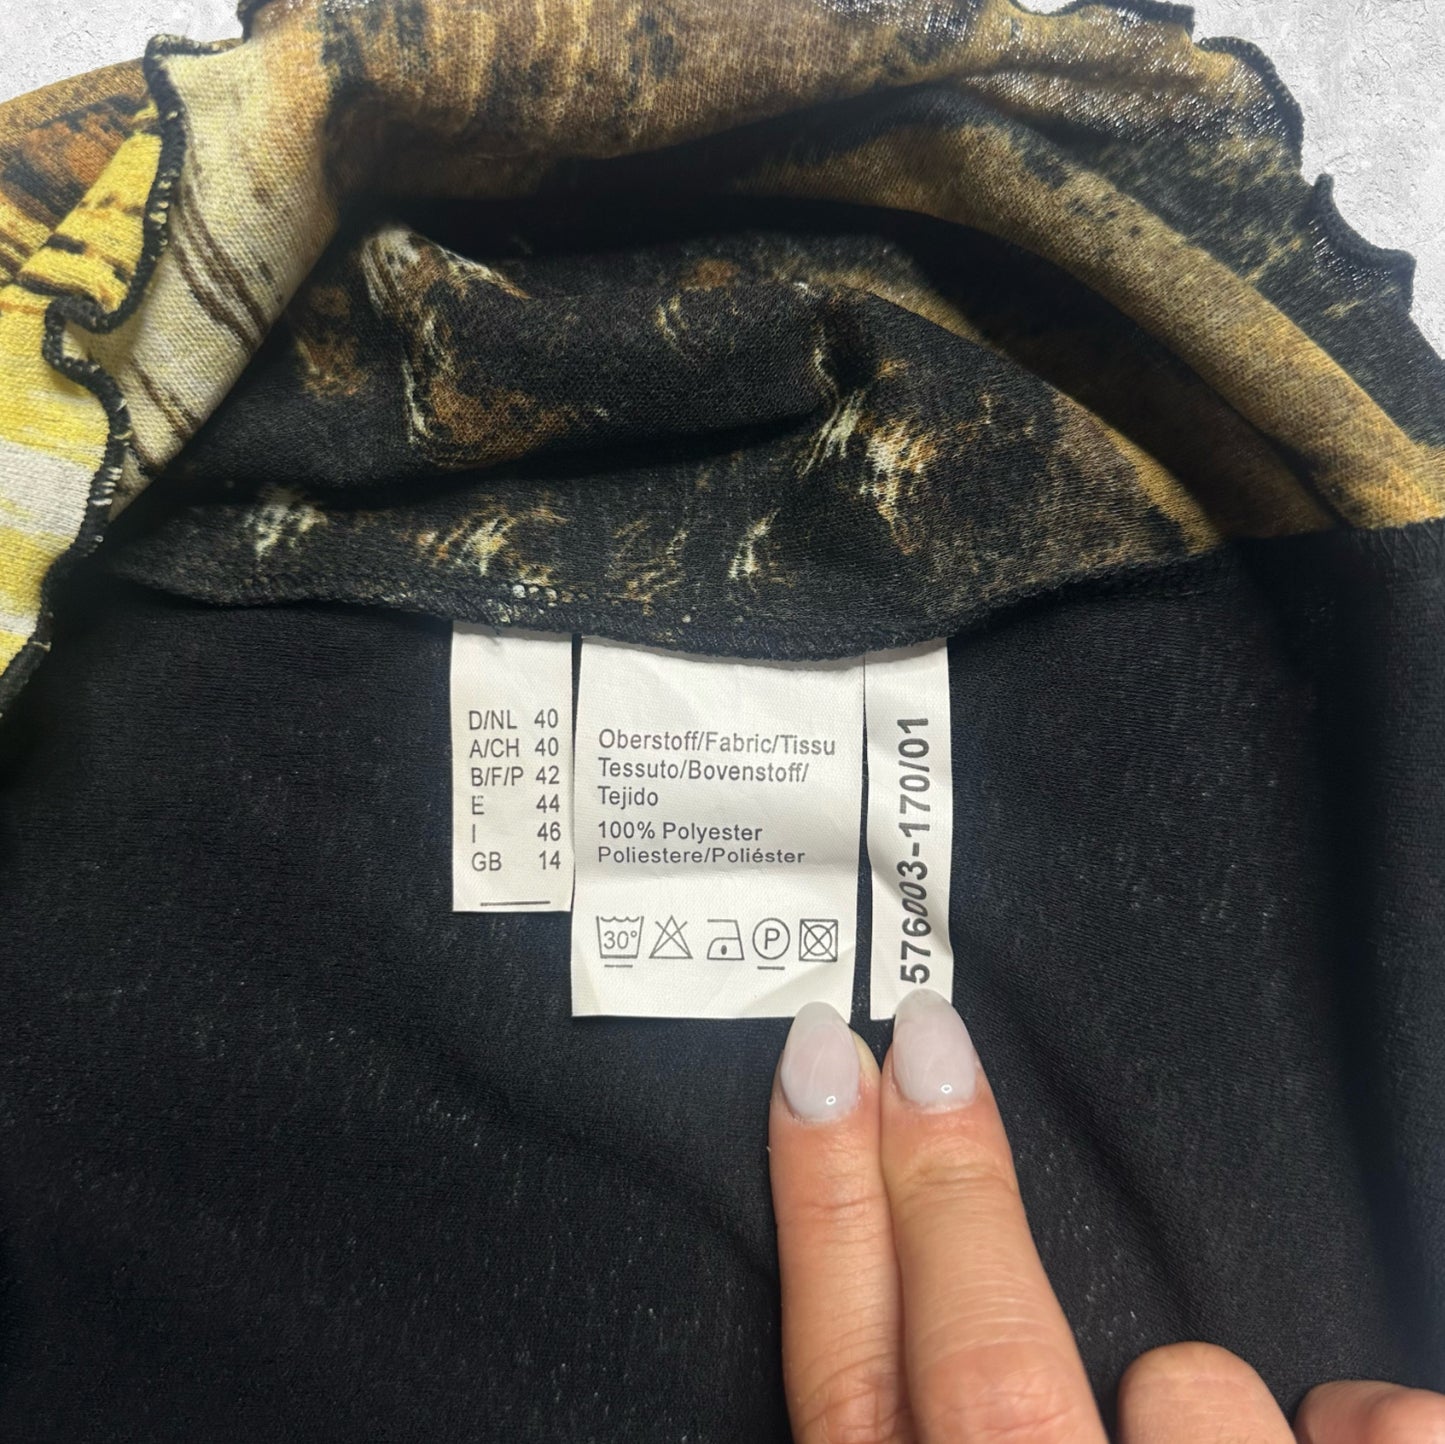 D/NL 40
A/CH 40
B/F/P 42
E 44
I 46
GB 14
Oberstoff/Fabric/Tissu
Tessuto/Bovenstoff/
Tejido
100% Polyester
Poliestere/Poliéster
30° P
576003-170/01